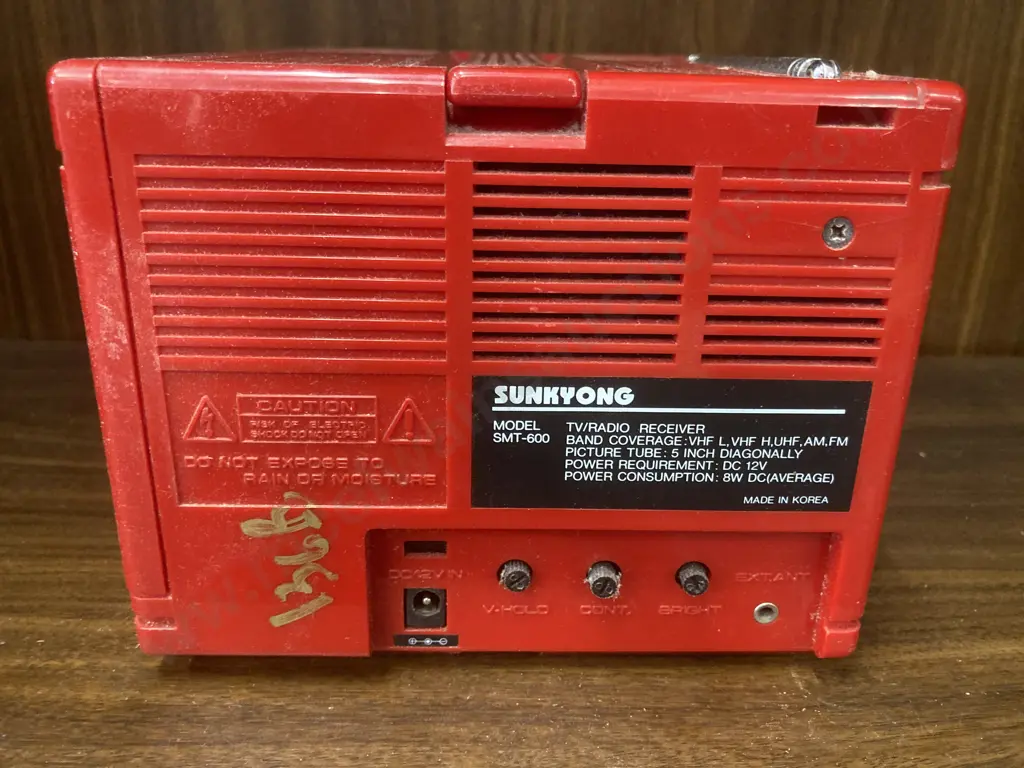 SUNKYONG
MODEL TV/RADIO RECEIVER
SMT-600 BAND COVERAGE:VHF L,VHF H,UHF,AM,FM
PICTURE TUBE: 5 INCH DIAGONALLY
POWER REQUIREMENT: DC 12V
POWER CONSUMPTION: 8W DC(AVERAGE)
MADE IN KOREA
CAUTION
RISK OF ELECTRIC
SHOCK DO NOT OPEN
DO NOT EXPOSE TO
RAIN OR MOISTURE
DC12V IN
V.HOLD
CONT.
BRIGHT
EXT.ANT